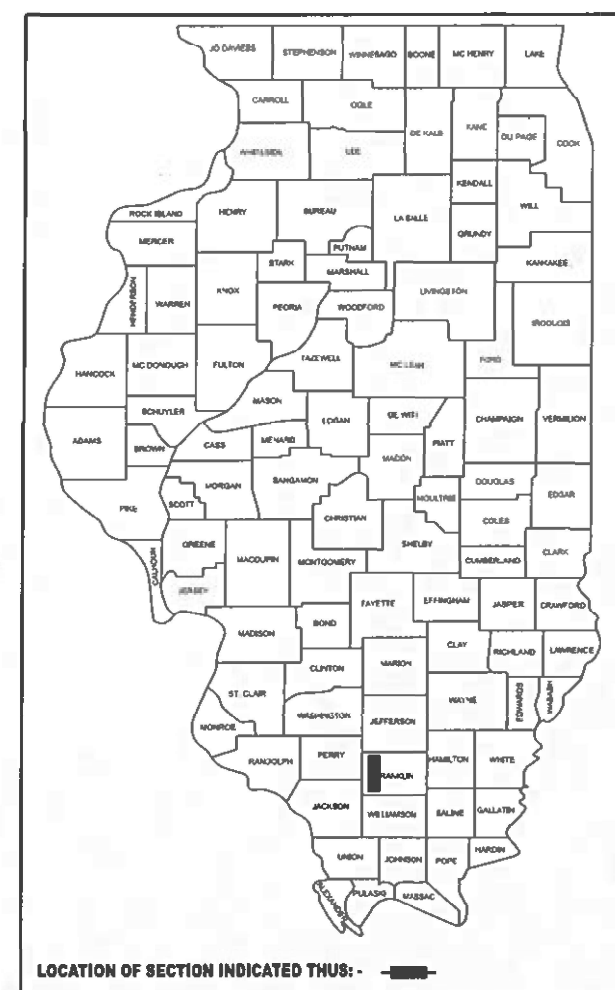 JO DAVIESS STEPHENSON WINNEBAGO BOONE MC HENRY LAKE
CARROLL OGLE DE KALB KANE DU PAGE COOK
WHITESIDE LEE
KENDALL WILL
ROCK ISLAND HENRY BUREAU LA SALLE
MERCER PUTNAM GRUNDY
STARK MARSHALL KANKAKEE
HENDERSON WARREN KNOX PEORIA WOODFORD LIVINGSTON
IROQUOIS
TAZEWELL MC LEAN FORD
HANCOCK MC DONOUGH FULTON
MASON
SCHUYLER LOGAN DE WITT CHAMPAIGN VERMILION
ADAMS BROWN CASS MENARD MACON PIATT
MORGAN SANGAMON DOUGLAS EDGAR
PIKE SCOTT CHRISTIAN MOULTRIE
COLES
GREENE SHELBY
CALHOUN MACOUPIN MONTGOMERY CUMBERLAND CLARK
JERSEY
FAYETTE EFFINGHAM JASPER CRAWFORD
BOND
MADISON CLAY RICHLAND LAWRENCE
CLINTON MARION
ST. CLAIR WAYNE EDWARDS WABASH
WASHINGTON JEFFERSON
MONROE
RANDOLPH PERRY RANKLIN HAMILTON WHITE
JACKSON WILLIAMSON SALINE GALLATIN
UNION JOHNSON POPE HARDIN
ALEXANDER PULASKI MASSAC
LOCATION OF SECTION INDICATED THUS: -